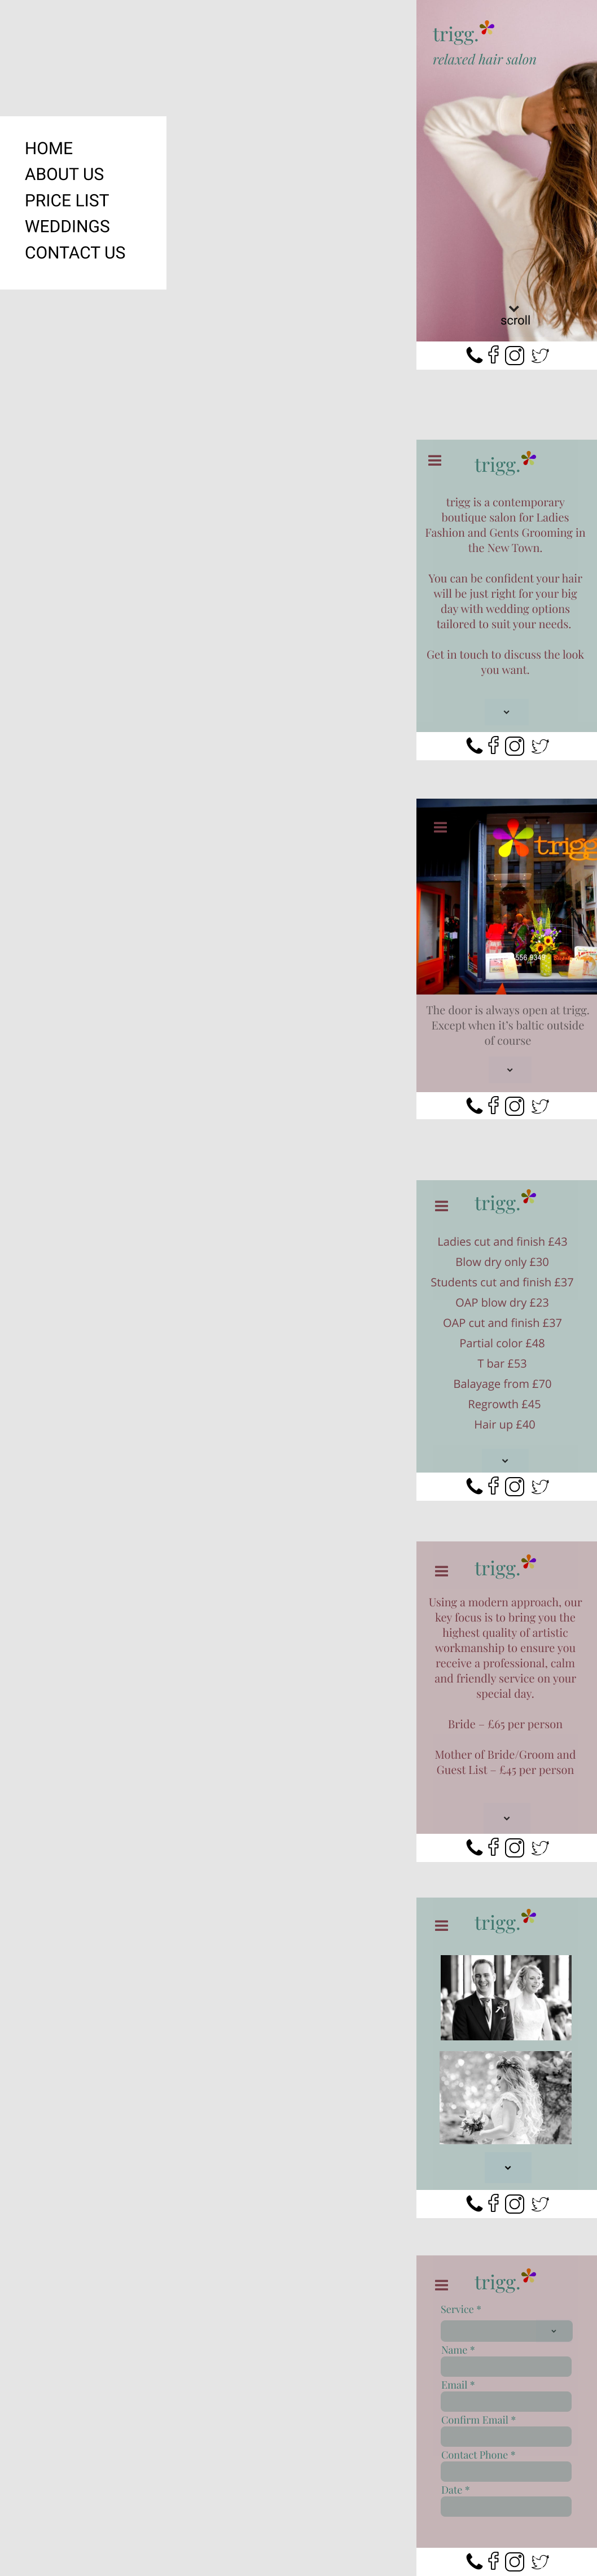 HOME
ABOUT US
PRICE LIST
WEDDINGS
CONTACT US
trigg.
relaxed hair salon
scroll
trigg.
trigg is a contemporary
boutique salon for Ladies
Fashion and Gents Grooming in
the New Town.
You can be confident your hair
will be just right for your big
day with wedding options
tailored to suit your needs.
Get in touch to discuss the look
you want.
trigg
556 0349
The door is always open at trigg.
Except when it’s baltic outside
of course
trigg.
Ladies cut and finish £43
Blow dry only £30
Students cut and finish £37
OAP blow dry £23
OAP cut and finish £37
Partial color £48
T bar £53
Balayage from £70
Regrowth £45
Hair up £40
trigg.
Using a modern approach, our
key focus is to bring you the
highest quality of artistic
workmanship to ensure you
receive a professional, calm
and friendly service on your
special day.
Bride – £65 per person
Mother of Bride/Groom and
Guest List – £45 per person
trigg.
trigg.
Service *
Name *
Email *
Confirm Email *
Contact Phone *
Date *